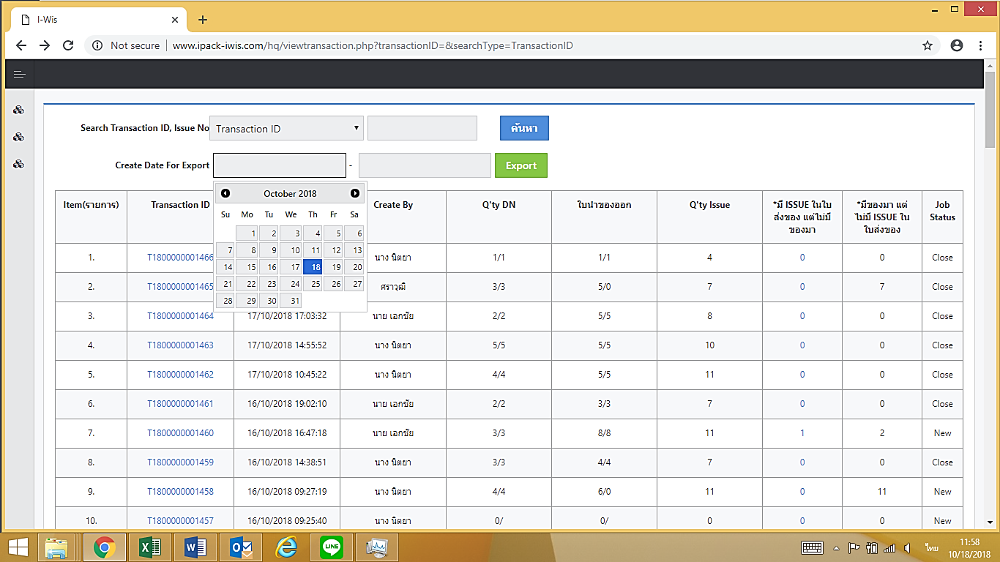 I-Wis
Not secure www.ipack-iwis.com/hq/viewtransaction.php?transactionID=&searchType=TransactionID
Search Transaction ID, Issue No Transaction ID ค้นหา
Create Date For Export - Export
October 2018
Su Mo Tu We Th Fr Sa
1 2 3 4 5 6
7 8 9 10 11 12 13
14 15 16 17 18 19 20
21 22 23 24 25 26 27
28 29 30 31
Item(รายการ) Transaction ID Create By Q'ty DN ใบนำของออก Q'ty Issue *มี ISSUE ในใบส่งของ แต่ไม่มีของมา *มีของมา แต่ไม่มี ISSUE ในใบส่งของ Job Status
1. T1800000001466 นาง นิตยา 1/1 1/1 4 0 0 Close
2. T1800000001465 ศราวุฒิ 3/3 5/0 7 0 7 Close
3. T1800000001464 17/10/2018 17:03:32 นาย เอกชัย 2/2 5/5 8 0 0 Close
4. T1800000001463 17/10/2018 14:55:52 นาง นิตยา 5/5 5/5 10 0 0 Close
5. T1800000001462 17/10/2018 10:45:22 นาง นิตยา 4/4 5/5 11 0 0 Close
6. T1800000001461 16/10/2018 19:02:10 นาย เอกชัย 2/2 3/3 7 0 0 Close
7. T1800000001460 16/10/2018 16:47:18 นาย เอกชัย 3/3 8/8 11 1 2 New
8. T1800000001459 16/10/2018 14:38:51 นาง นิตยา 3/3 4/4 7 0 0 Close
9. T1800000001458 16/10/2018 09:27:19 นาง นิตยา 4/4 6/0 11 0 11 New
10. T1800000001457 16/10/2018 09:25:40 นาง นิตยา 0/ 0/ 0 0 0 New
LINE
ไทย
11:58
10/18/2018